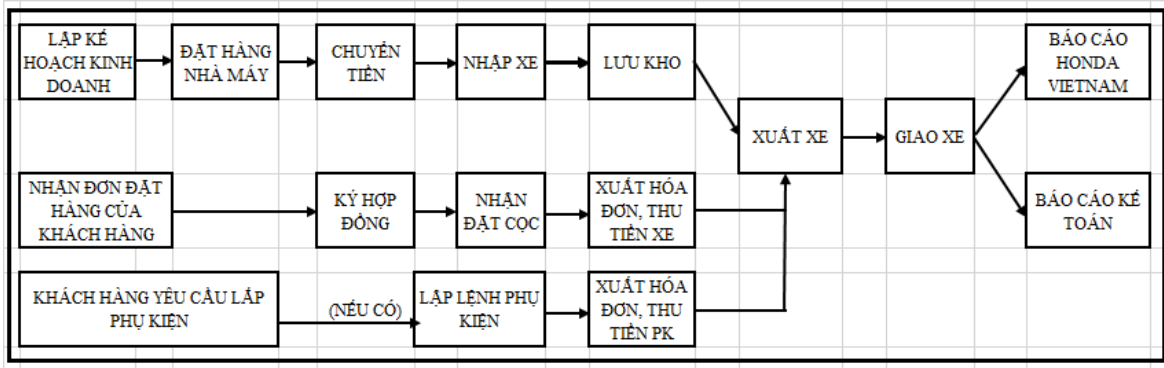 LẬP KẾ
HOẠCH KINH
DOANH
ĐẶT HÀNG
NHÀ MÁY
CHUYỂN
TIỀN
NHẬP XE
LƯU KHO
XUẤT XE
GIAO XE
BÁO CÁO
HONDA
VIETNAM
BÁO CÁO KẾ
TOÁN
NHẬN ĐƠN ĐẶT
HÀNG CỦA
KHÁCH HÀNG
KÝ HỢP
ĐỒNG
NHẬN
ĐẶT CỌC
XUẤT HÓA
ĐƠN, THU
TIỀN XE
KHÁCH HÀNG YÊU CẦU LẮP
PHỤ KIỆN
(NẾU CÓ)
LẬP LỆNH PHỤ
KIỆN
XUẤT HÓA
ĐƠN, THU
TIỀN PK